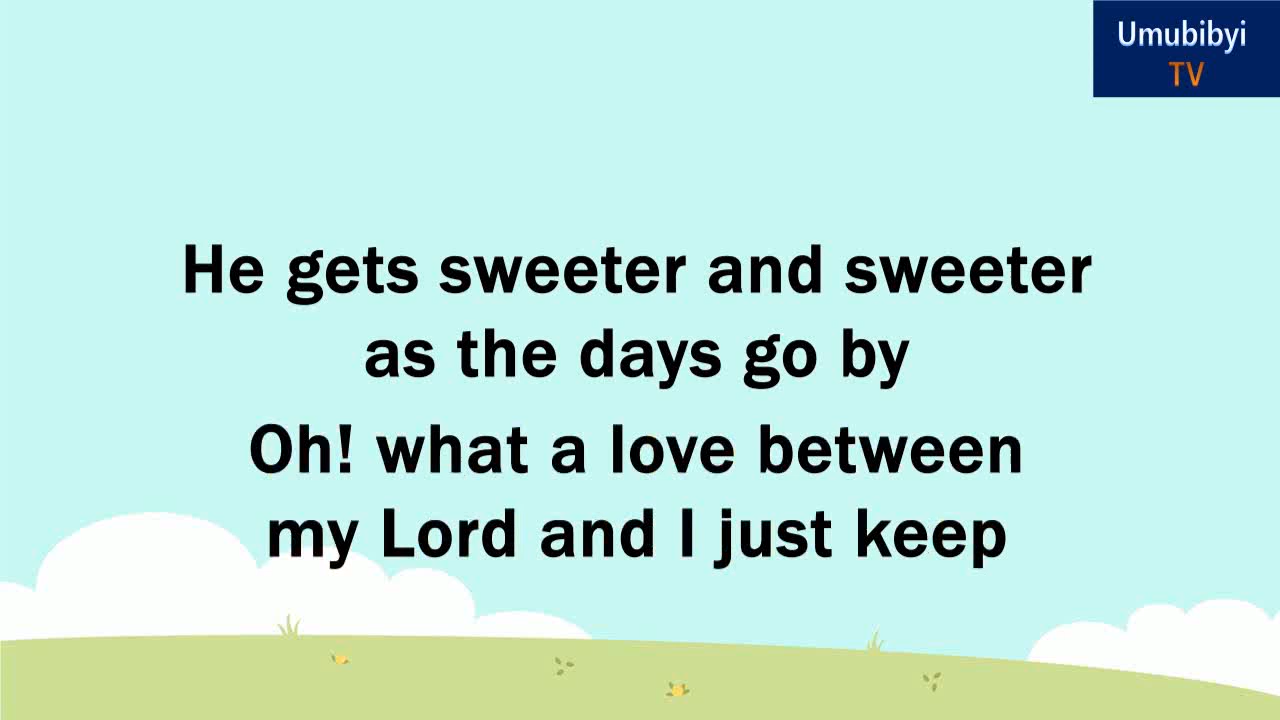 Umubibyi
TV
He gets sweeter and sweeter
as the days go by
Oh! what a love between
my Lord and I just keep